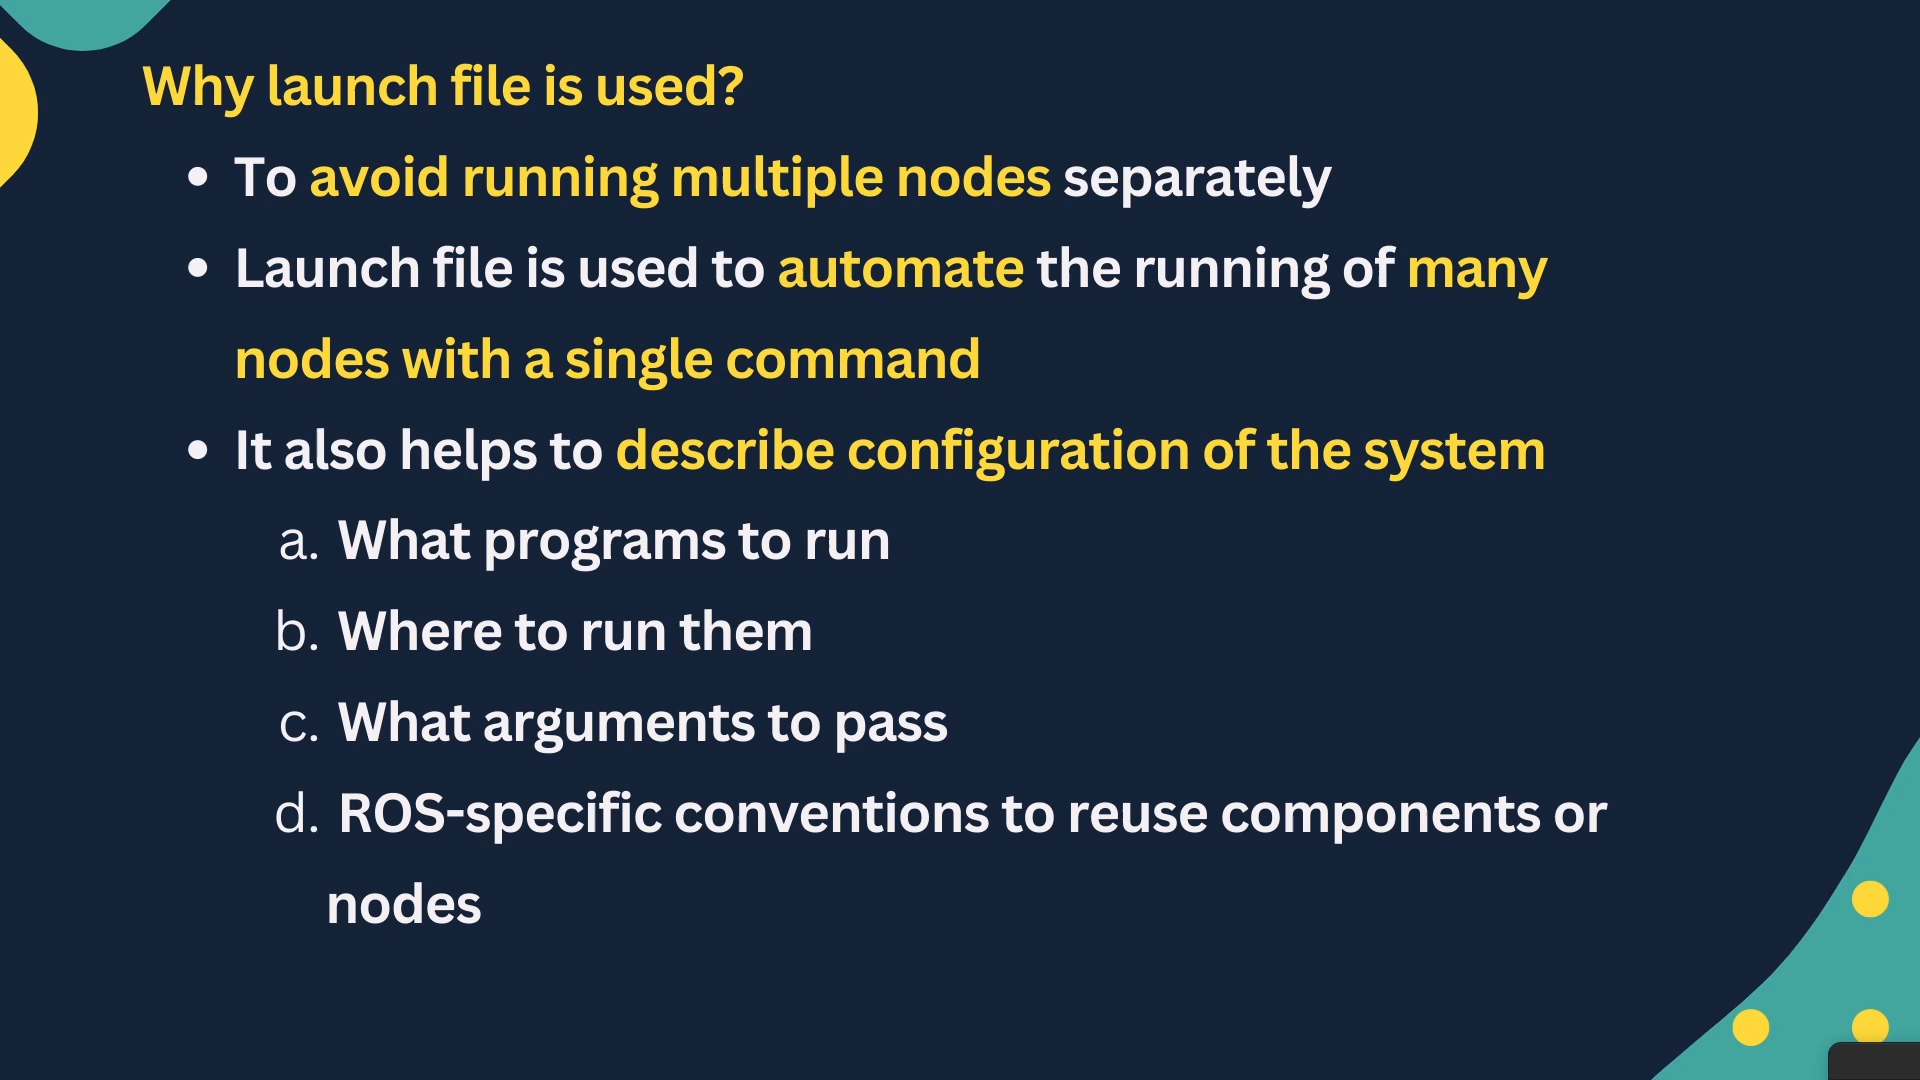 Why launch file is used?
• To avoid running multiple nodes separately
• Launch file is used to automate the running of many
nodes with a single command
• It also helps to describe configuration of the system
a. What programs to run
b. Where to run them
c. What arguments to pass
d. ROS-specific conventions to reuse components or
nodes